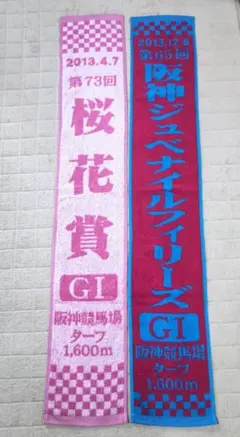 2013.4.7
第73回
桜花賞
GI
阪神競馬場
ターフ
1,600m
2013.12.8
第65回
阪神ジュベナイルフィリーズ
GI
阪神競馬場
ターフ
1,600m